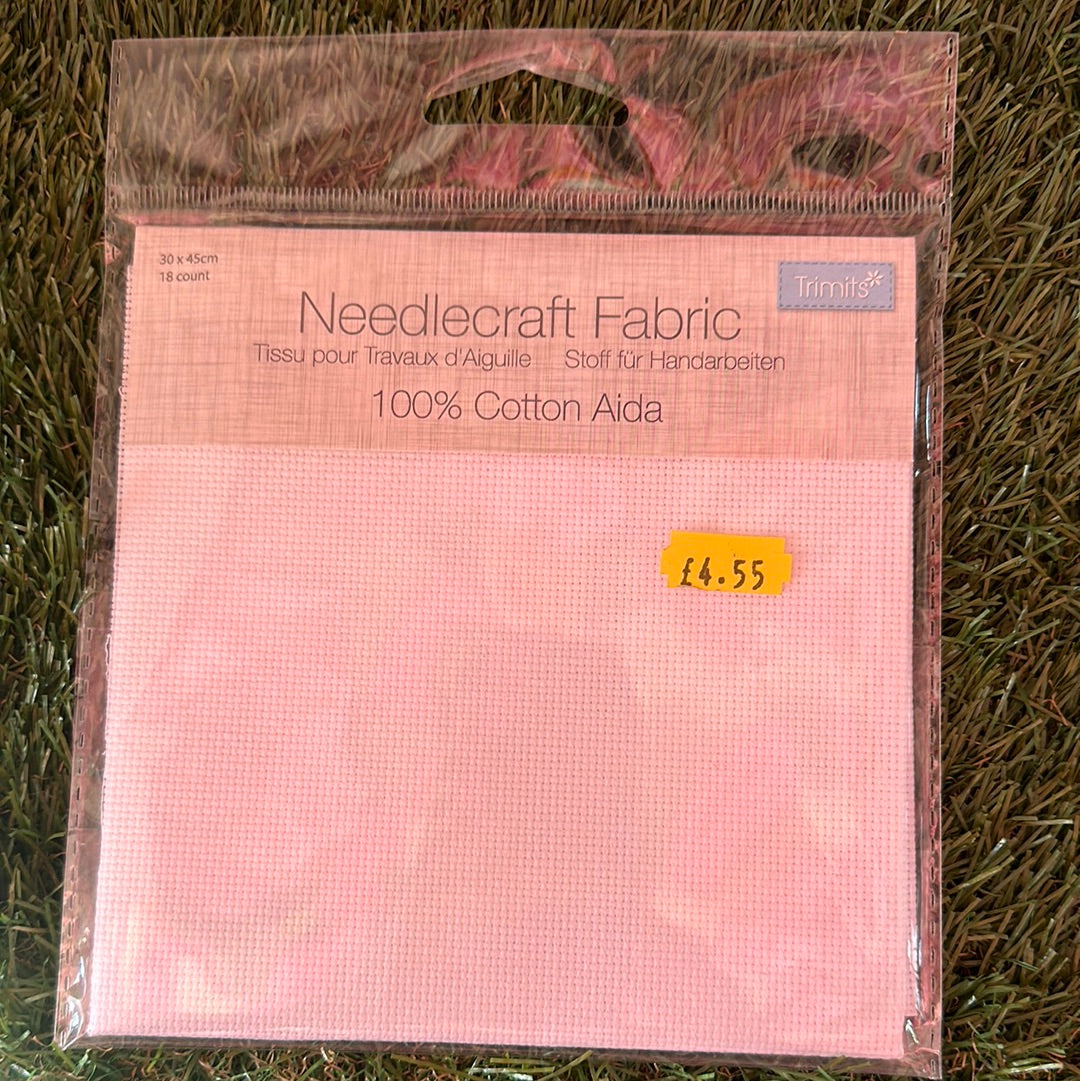 30 x 45cm
18 count
Trimits
Needlecraft Fabric
Tissu pour Travaux d'Aiguille Stoff für Handarbeiten
100% Cotton Aida
£4.55